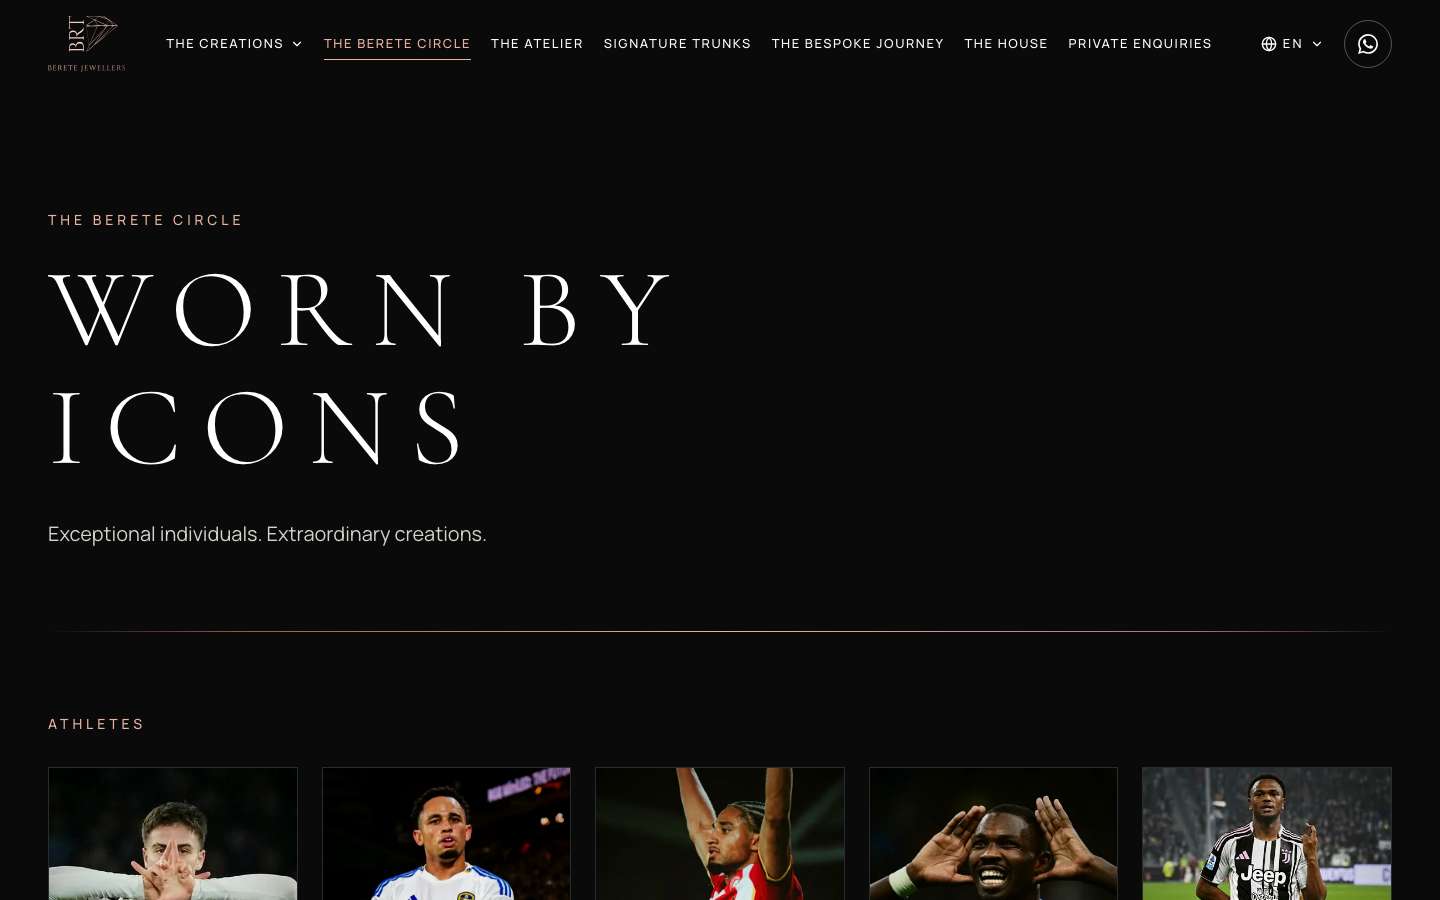 BRT
BERETE JEWELLERS
THE CREATIONS
THE BERETE CIRCLE
THE ATELIER
SIGNATURE TRUNKS
THE BESPOKE JOURNEY
THE HOUSE
PRIVATE ENQUIRIES
EN
THE BERETE CIRCLE
WORN BY
ICONS
Exceptional individuals. Extraordinary creations.
ATHLETES
Jeep